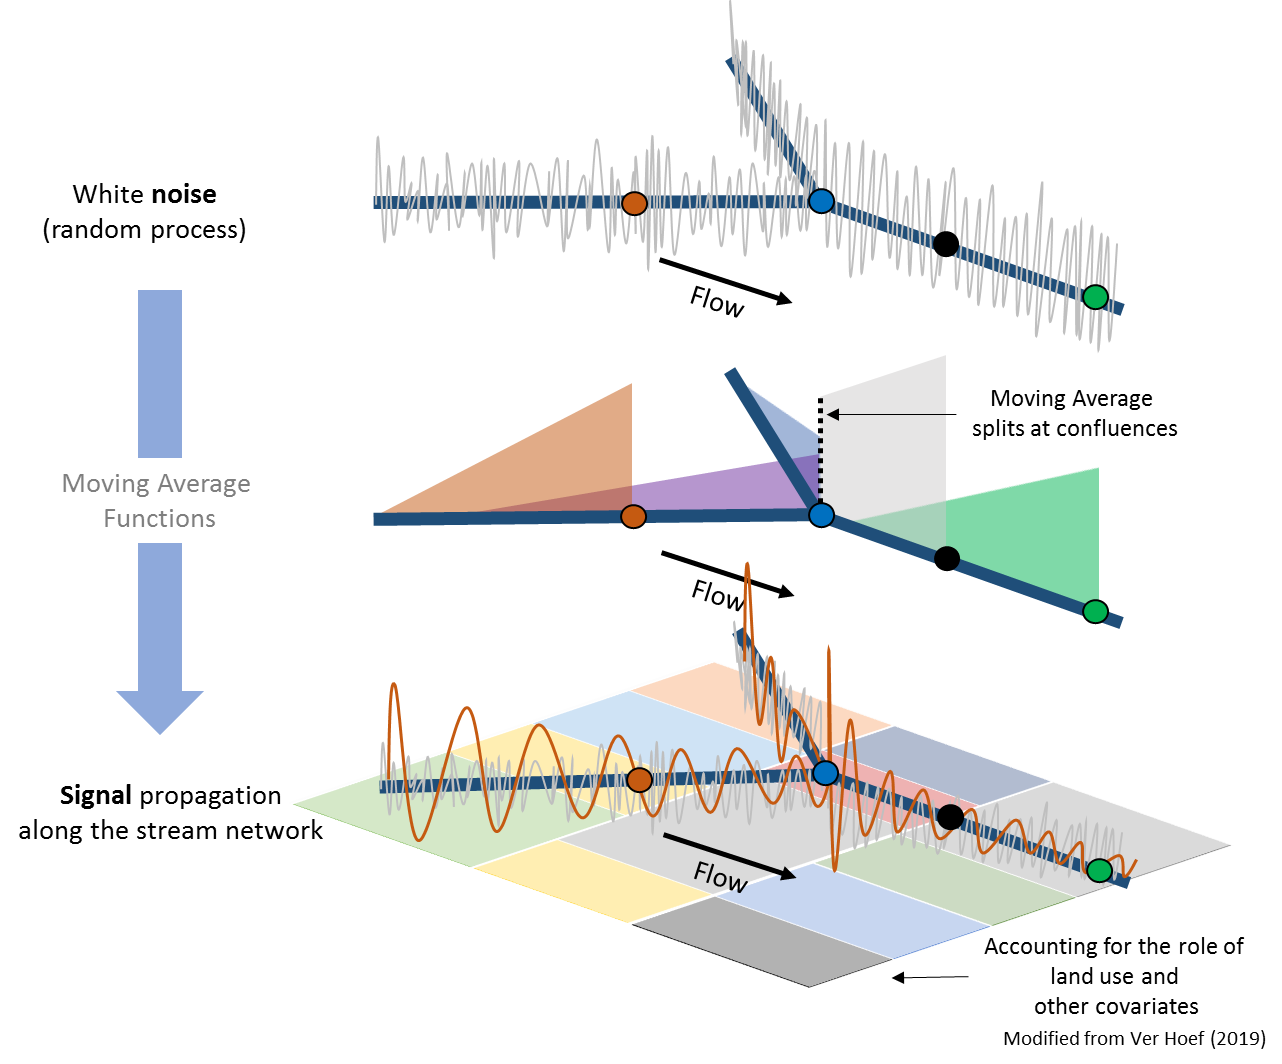 White noise
(random process)
Flow
Moving Average
splits at confluences
Moving Average
Functions
Flow
Signal propagation
along the stream network
Flow
Accounting for the role of
land use and
other covariates
Modified from Ver Hoef (2019)